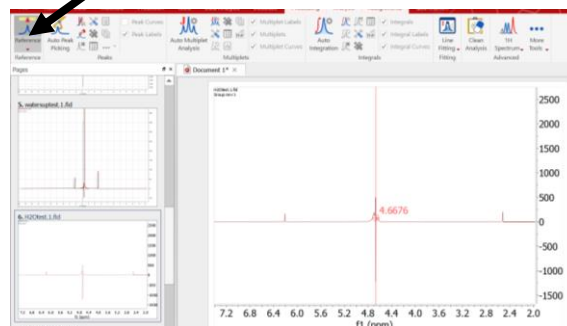 Reference
Auto Peak
Picking
Peak Curves
Peak Labels
Auto Multiplet
Analysis
Multiplet Labels
Multiplets
Multiplet Curves
Auto
Integration
Integrals
Integral Labels
Integral Curves
Line
Fitting
Clean
Analysis
1H
Spectrum
More
Tools
Reference
Peaks
Multiplets
Integrals
Fitting
Advanced
Pages
Document 1*
5. watersupted.1.fid
6. H2Otest.1.fid
4.6676
2500
2000
1500
1000
500
0
-500
-1000
-1500
7.2 6.8 6.4 6.0 5.6 5.2 4.8 4.4 4.0 3.6 3.2 2.8 2.4 2.0
f1 (ppm)